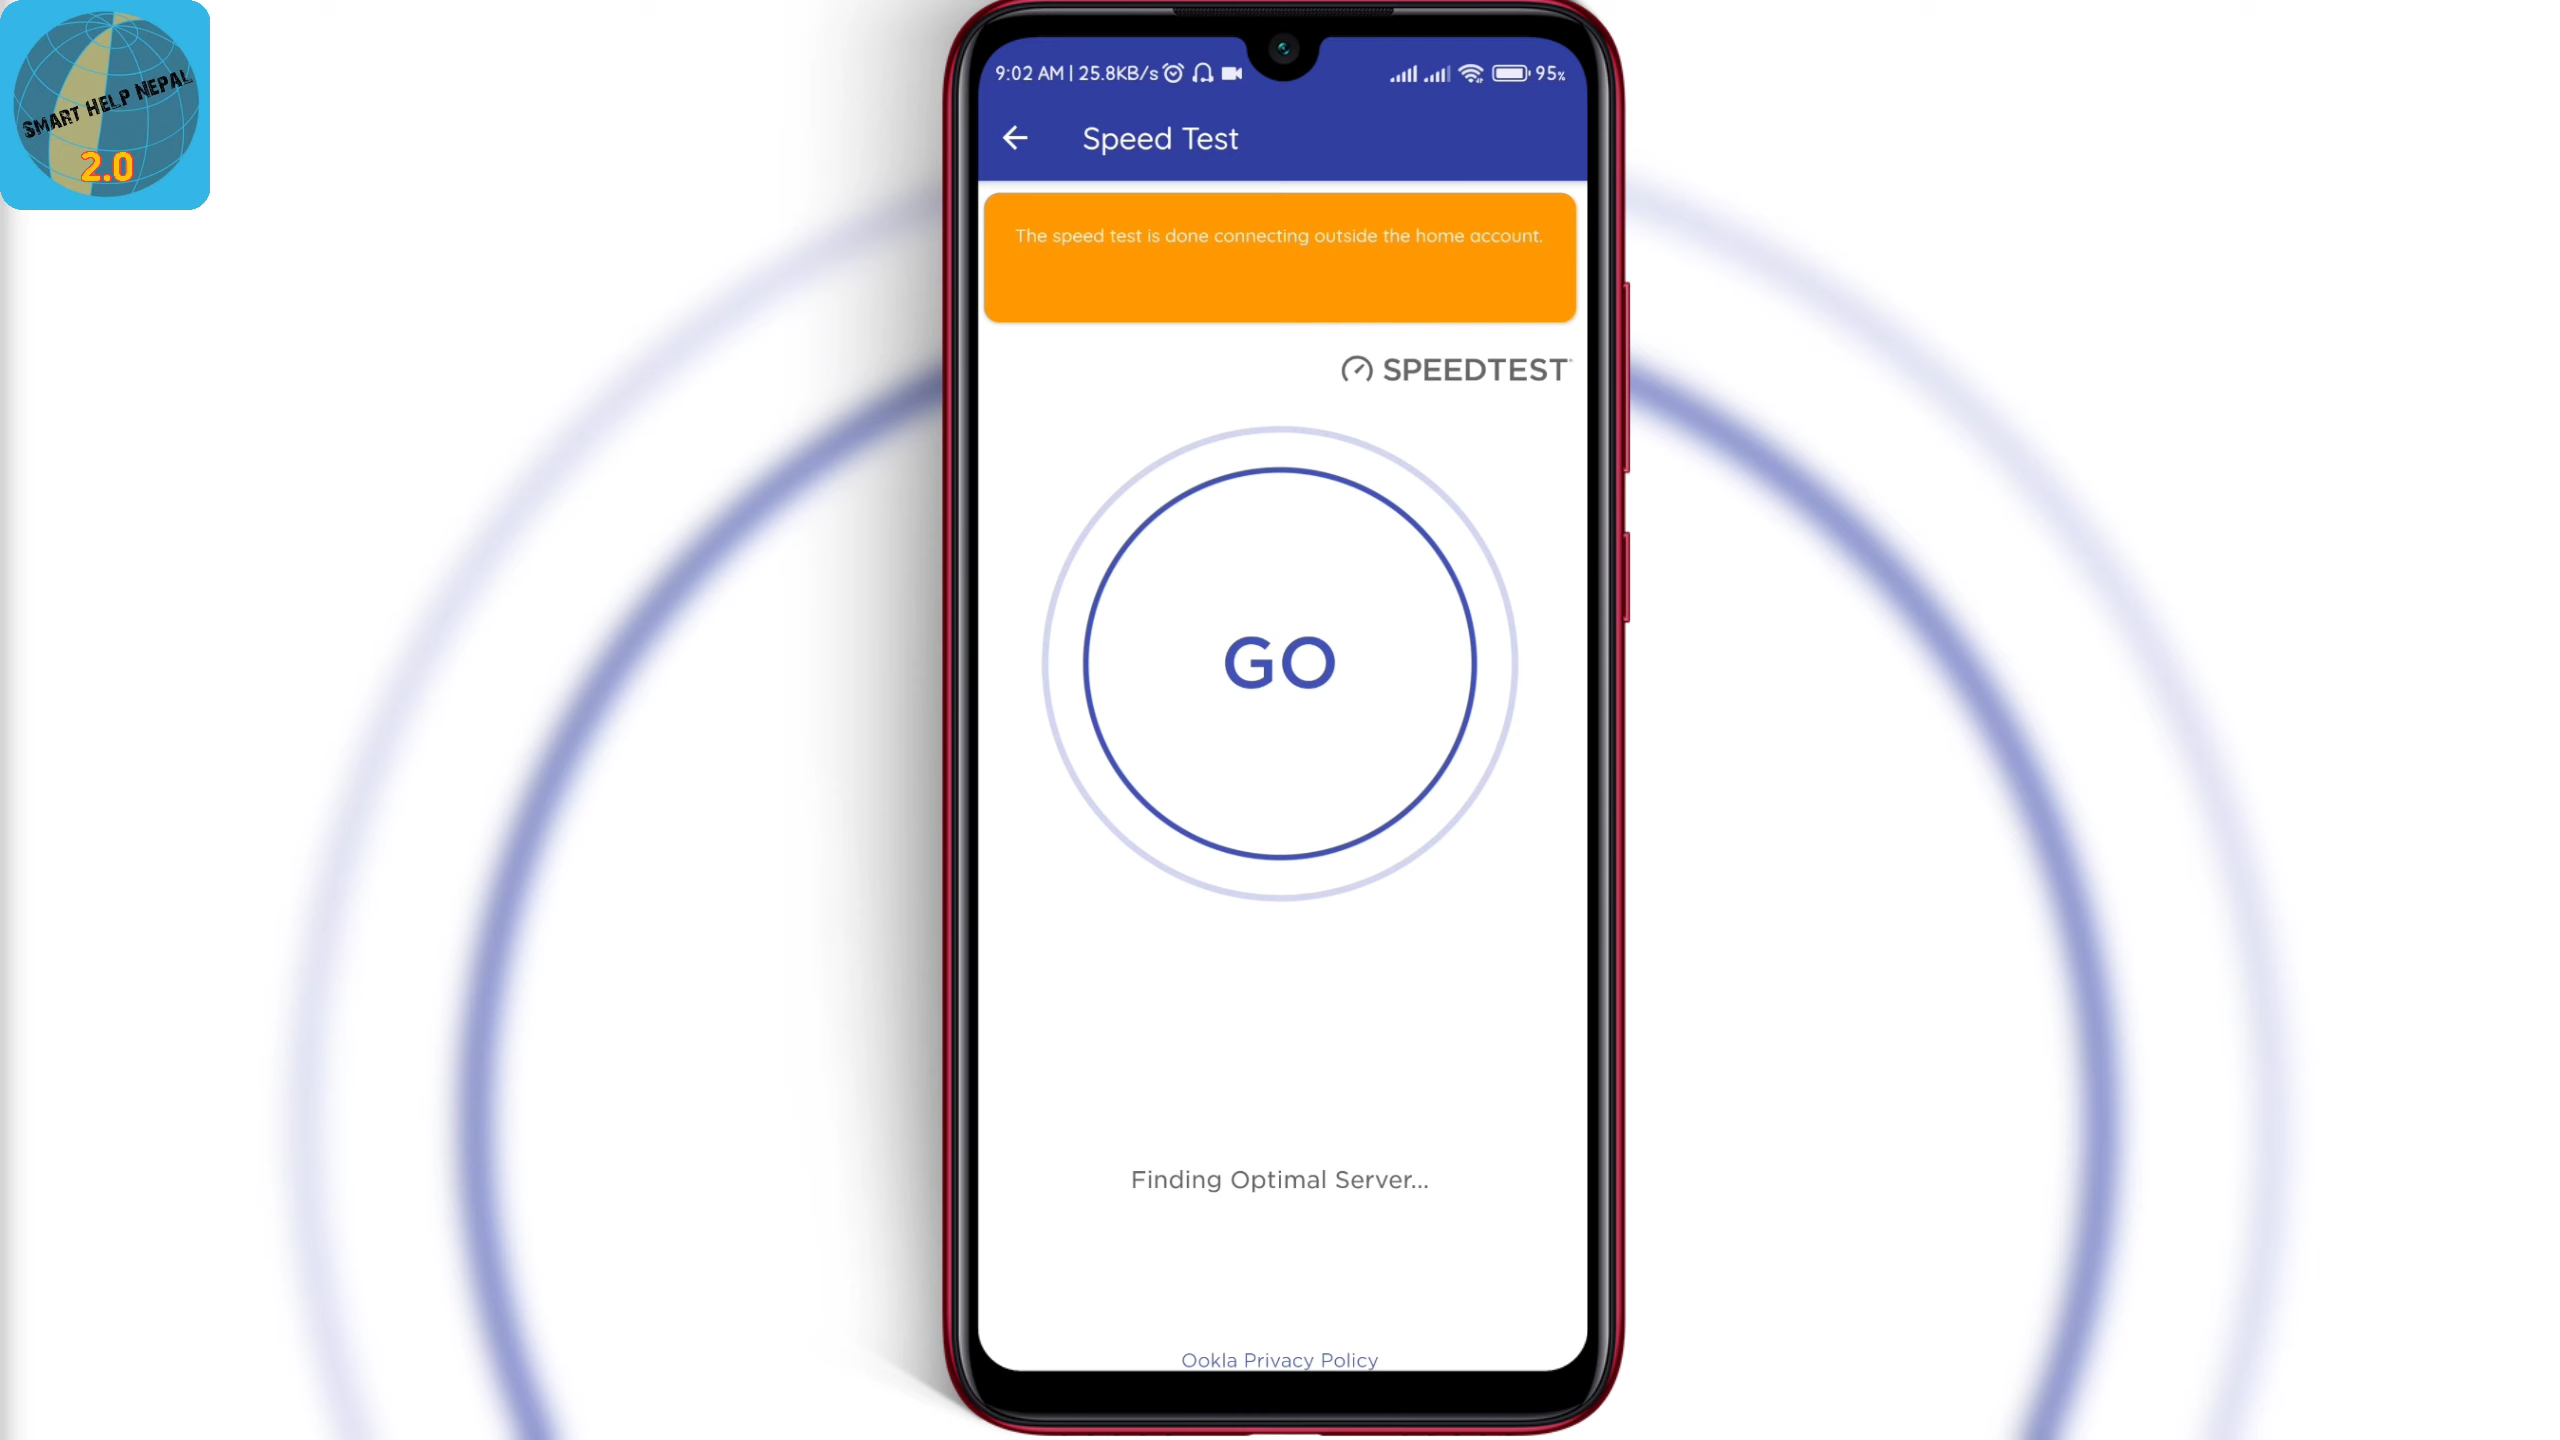 SMART HELP NEPAL
2.0
9:02 AM | 25.8KB/s
95%
Speed Test
The speed test is done connecting outside the home account.
SPEEDTEST
GO
Finding Optimal Server...
Ookla Privacy Policy